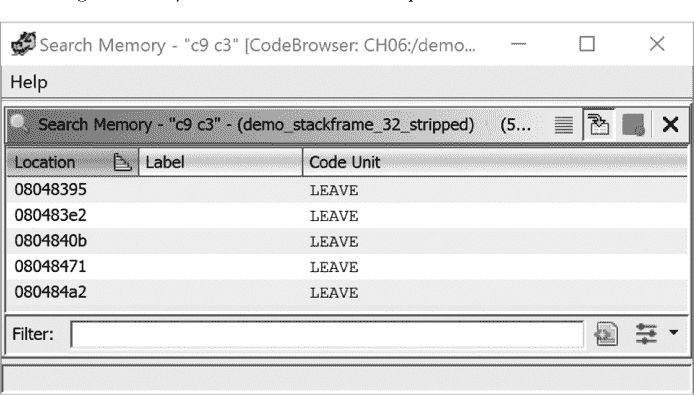 Search Memory - "c9 c3" [CodeBrowser: CH06:/demo...
Help
Search Memory - "c9 c3" - (demo_stackframe_32_stripped) (5...
Location Label Code Unit
08048395 LEAVE
080483e2 LEAVE
0804840b LEAVE
08048471 LEAVE
080484a2 LEAVE
Filter: